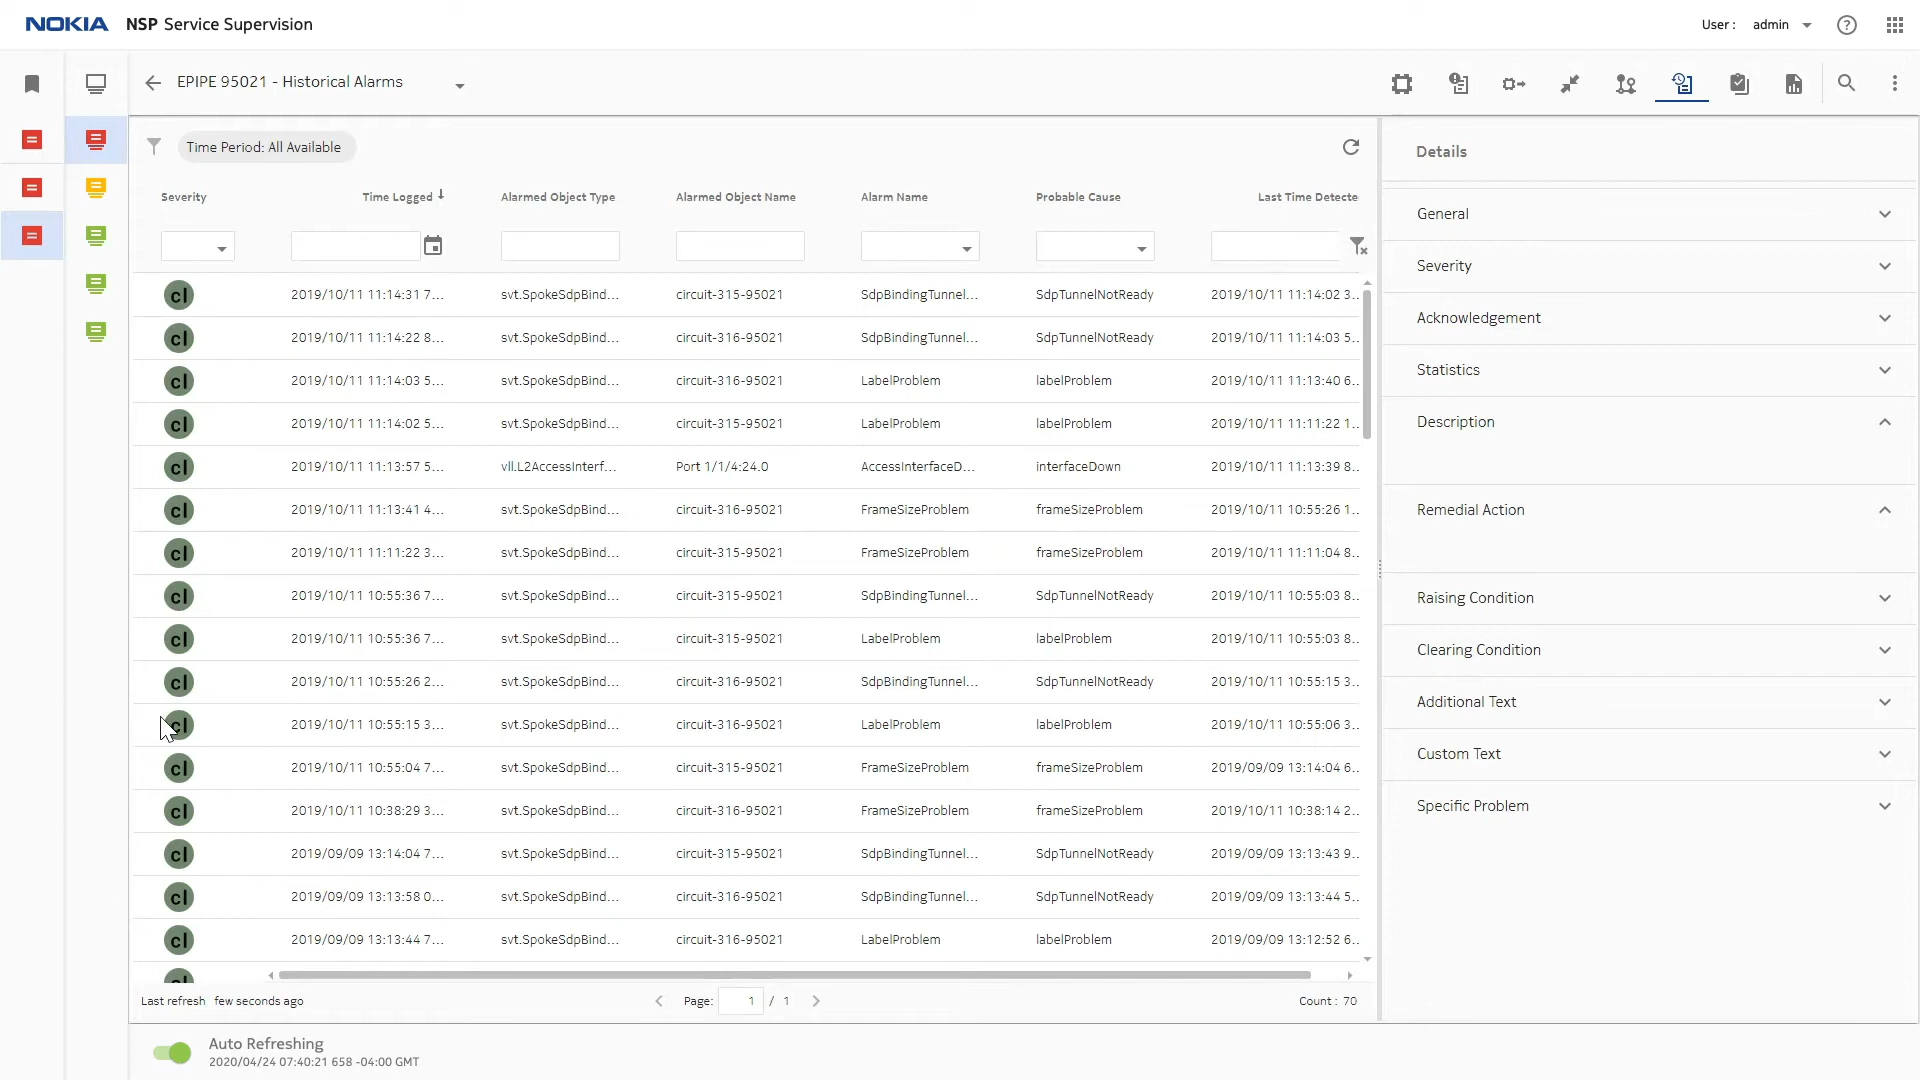 NOKIA NSP Service Supervision User : admin
EPIPE 95021 - Historical Alarms
Time Period: All Available
Severity Time Logged Alarmed Object Type Alarmed Object Name Alarm Name Probable Cause Last Time Detecte
cl 2019/10/11 11:14:31 7... svt.SpokeSdpBind... circuit-315-95021 SdpBindingTunnel... SdpTunnelNotReady 2019/10/11 11:14:02 3..
cl 2019/10/11 11:14:22 8... svt.SpokeSdpBind... circuit-316-95021 SdpBindingTunnel... SdpTunnelNotReady 2019/10/11 11:14:03 5..
cl 2019/10/11 11:14:03 5... svt.SpokeSdpBind... circuit-316-95021 LabelProblem labelProblem 2019/10/11 11:13:40 6..
cl 2019/10/11 11:14:02 5... svt.SpokeSdpBind... circuit-315-95021 LabelProblem labelProblem 2019/10/11 11:11:22 1..
cl 2019/10/11 11:13:57 5... vll.L2AccessInterf... Port 1/1/4:24.0 AccessInterfaceD... interfaceDown 2019/10/11 11:13:39 8..
cl 2019/10/11 11:13:41 4... svt.SpokeSdpBind... circuit-316-95021 FrameSizeProblem frameSizeProblem 2019/10/11 10:55:26 1..
cl 2019/10/11 11:11:22 3... svt.SpokeSdpBind... circuit-315-95021 FrameSizeProblem frameSizeProblem 2019/10/11 11:11:04 8..
cl 2019/10/11 10:55:36 7... svt.SpokeSdpBind... circuit-315-95021 SdpBindingTunnel... SdpTunnelNotReady 2019/10/11 10:55:03 8..
cl 2019/10/11 10:55:36 7... svt.SpokeSdpBind... circuit-315-95021 LabelProblem labelProblem 2019/10/11 10:55:03 8..
cl 2019/10/11 10:55:26 2... svt.SpokeSdpBind... circuit-316-95021 SdpBindingTunnel... SdpTunnelNotReady 2019/10/11 10:55:15 3..
cl 2019/10/11 10:55:15 3... svt.SpokeSdpBind... circuit-316-95021 LabelProblem labelProblem 2019/10/11 10:55:06 3..
cl 2019/10/11 10:55:04 7... svt.SpokeSdpBind... circuit-315-95021 FrameSizeProblem frameSizeProblem 2019/09/09 13:14:04 6..
cl 2019/10/11 10:38:29 3... svt.SpokeSdpBind... circuit-316-95021 FrameSizeProblem frameSizeProblem 2019/10/11 10:38:14 2..
cl 2019/09/09 13:14:04 7... svt.SpokeSdpBind... circuit-315-95021 SdpBindingTunnel... SdpTunnelNotReady 2019/09/09 13:13:43 9..
cl 2019/09/09 13:13:58 0... svt.SpokeSdpBind... circuit-316-95021 SdpBindingTunnel... SdpTunnelNotReady 2019/09/09 13:13:44 5..
cl 2019/09/09 13:13:44 7... svt.SpokeSdpBind... circuit-316-95021 LabelProblem labelProblem 2019/09/09 13:12:52 6..
Last refresh few seconds ago Page: 1 / 1 Count : 70
Auto Refreshing
2020/04/24 07:40:21 658 -04:00 GMT
Details
General
Severity
Acknowledgement
Statistics
Description
Remedial Action
Raising Condition
Clearing Condition
Additional Text
Custom Text
Specific Problem